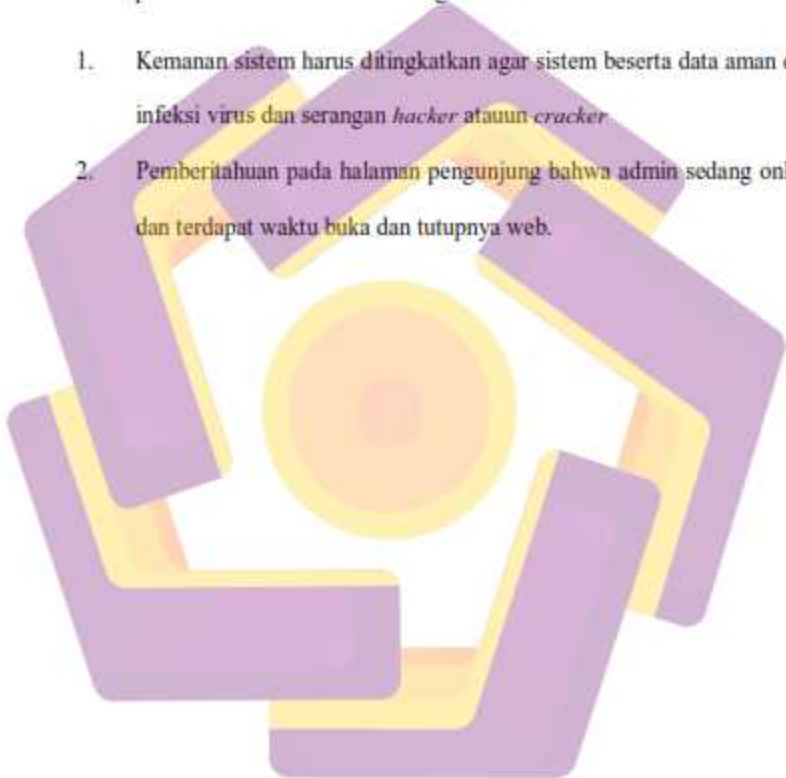 1. Kemanan sistem harus ditingkatkan agar sistem beserta data aman
infeksi virus dan serangan hacker atauun cracker
2. Pemberitahuan pada halaman pengunjung bahwa admin sedang
dan terdapat waktu buka dan tutupnya web.